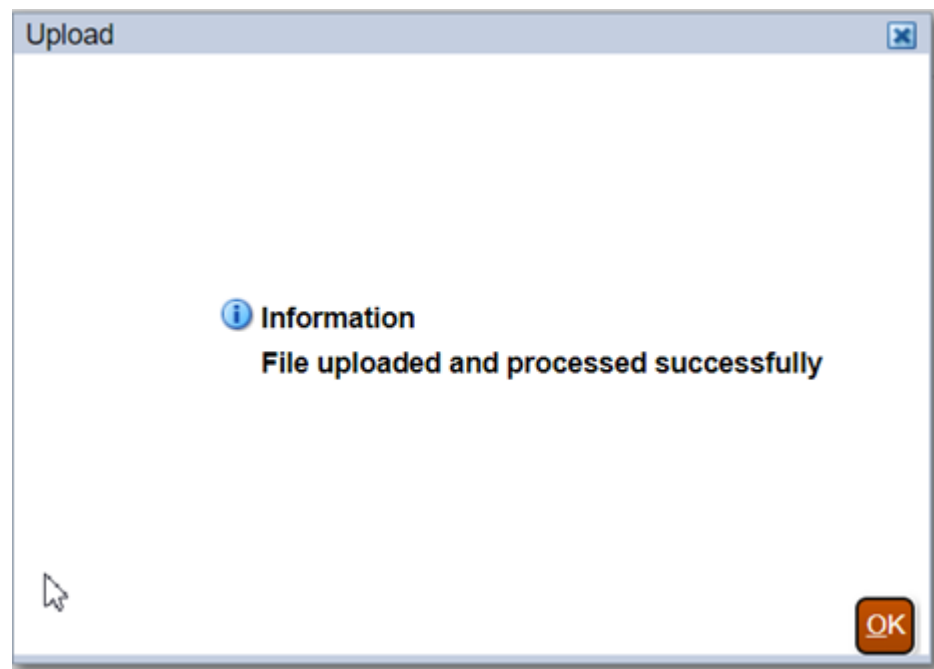 Upload
Information
File uploaded and processed successfully
OK